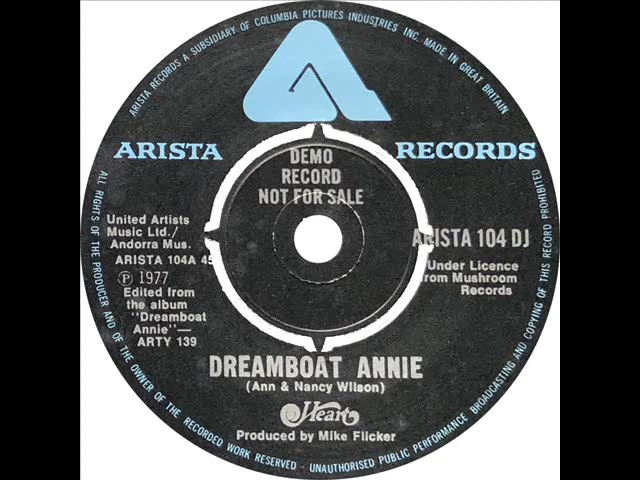 ARISTA RECORDS A SUBSIDIARY OF COLUMBIA PICTURES INDUSTRIES INC. MADE IN GREAT BRITAIN
ARISTA RECORDS
DEMO
RECORD
NOT FOR SALE
United Artists
Music Ltd./
Andorra Mus.
ARISTA 104A 45
Ⓟ 1977
Edited from
the album
"Dreamboat
Annie"—
ARTY 139
ARISTA 104 DJ
Under Licence
from Mushroom
Records
DREAMBOAT ANNIE
(Ann & Nancy Wilson)
Heart
Produced by Mike Flicker
ALL RIGHTS OF THE PRODUCER AND OF THE OWNER OF THE RECORDED WORK RESERVED - UNAUTHORISED PUBLIC PERFORMANCE BROADCASTING AND COPYING OF THIS RECORD PROHIBITED